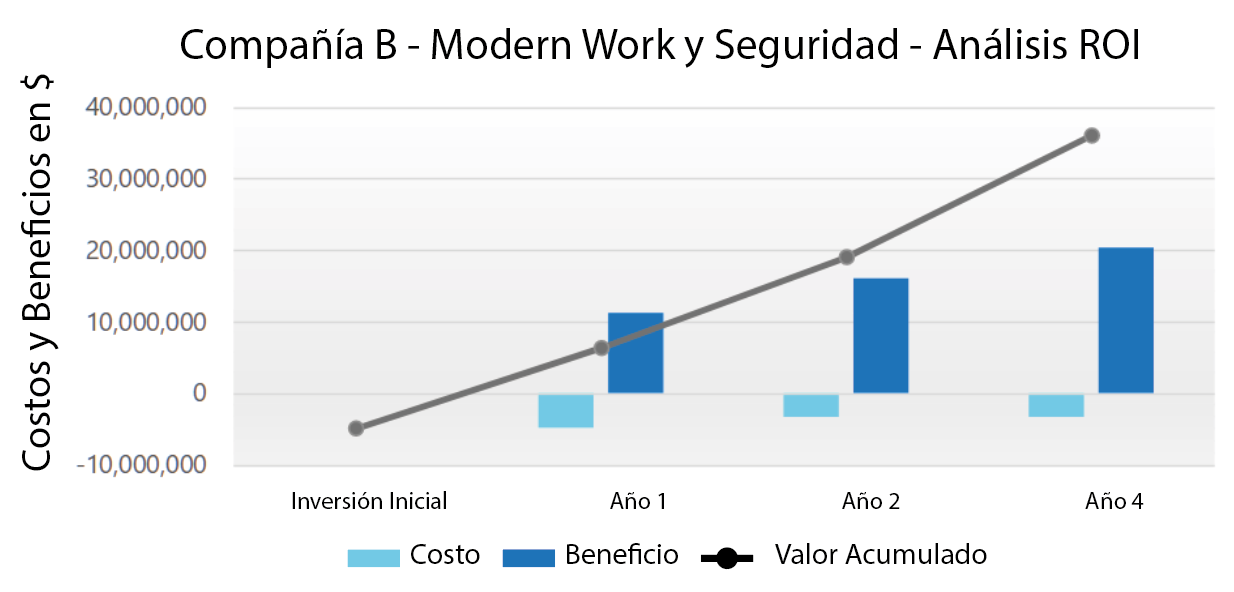 Compañía B - Modern Work y Seguridad - Análisis ROI
Costos y Beneficios en $
40,000,000
30,000,000
20,000,000
10,000,000
0
-10,000,000
Inversión Inicial Año 1 Año 2 Año 4
Costo Beneficio Valor Acumulado